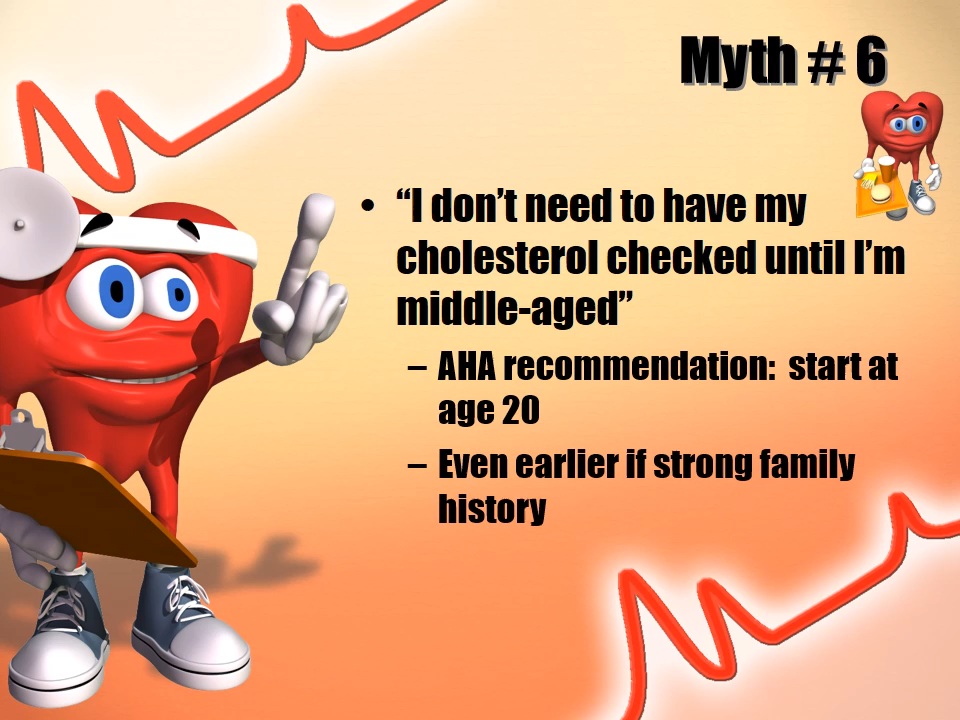 Myth # 6
• “I don’t need to have my
cholesterol checked until I’m
middle-aged”
– AHA recommendation:  start at
age 20
– Even earlier if strong family
history